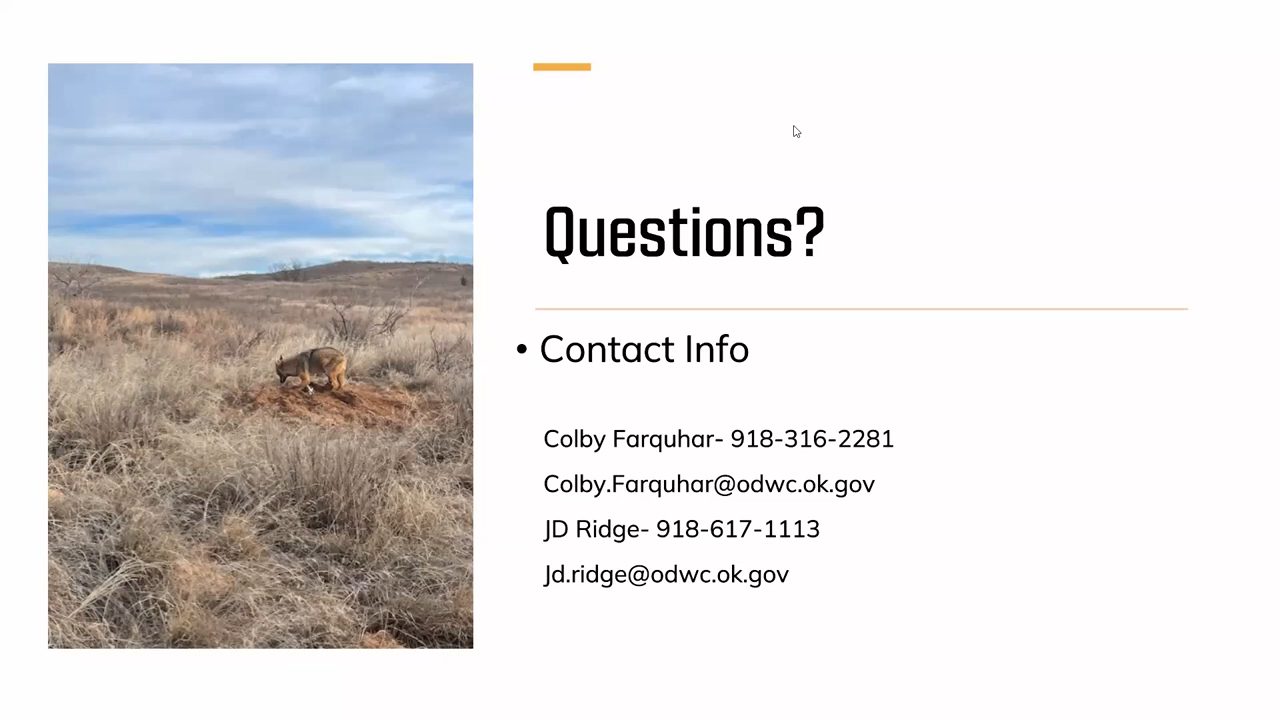 Questions?
• Contact Info
Colby Farquhar- 918-316-2281
Colby.Farquhar@odwc.ok.gov
JD Ridge- 918-617-1113
Jd.ridge@odwc.ok.gov